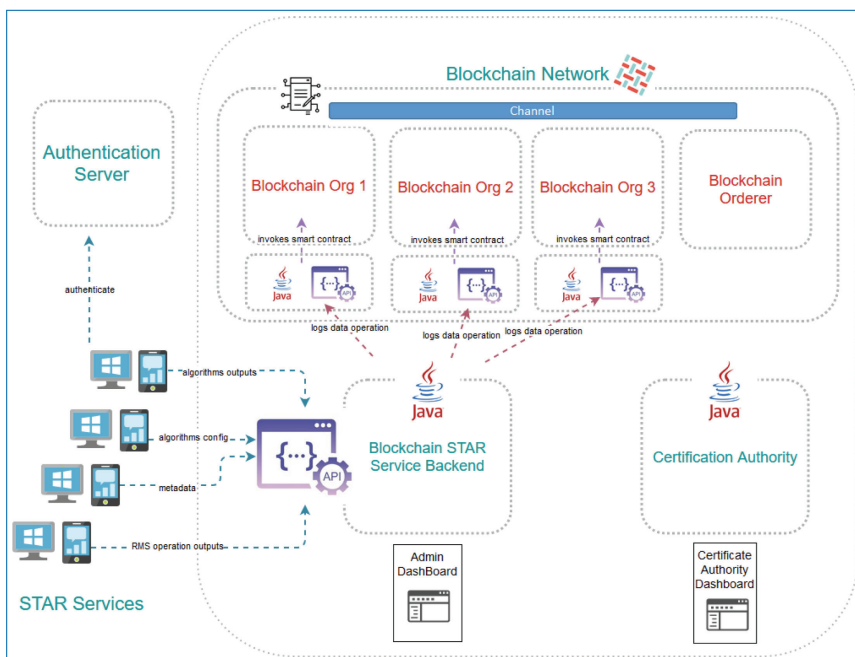 Blockchain Network
Channel
Authentication
Server
Blockchain Org 1
Blockchain Org 2
Blockchain Org 3
Blockchain
Orderer
invokes smart contract
invokes smart contract
invokes smart contract
Java
{...}
API
Java
{...}
API
Java
{...}
API
authenticate
logs data operation
logs data operation
logs data operation
algorithms outputs
algorithms config
metadata
RMS operation outputs
{...}
API
Java
Blockchain STAR
Service Backend
Java
Certification Authority
Admin
DashBoard
Certificate
Authority
Dashboard
STAR Services